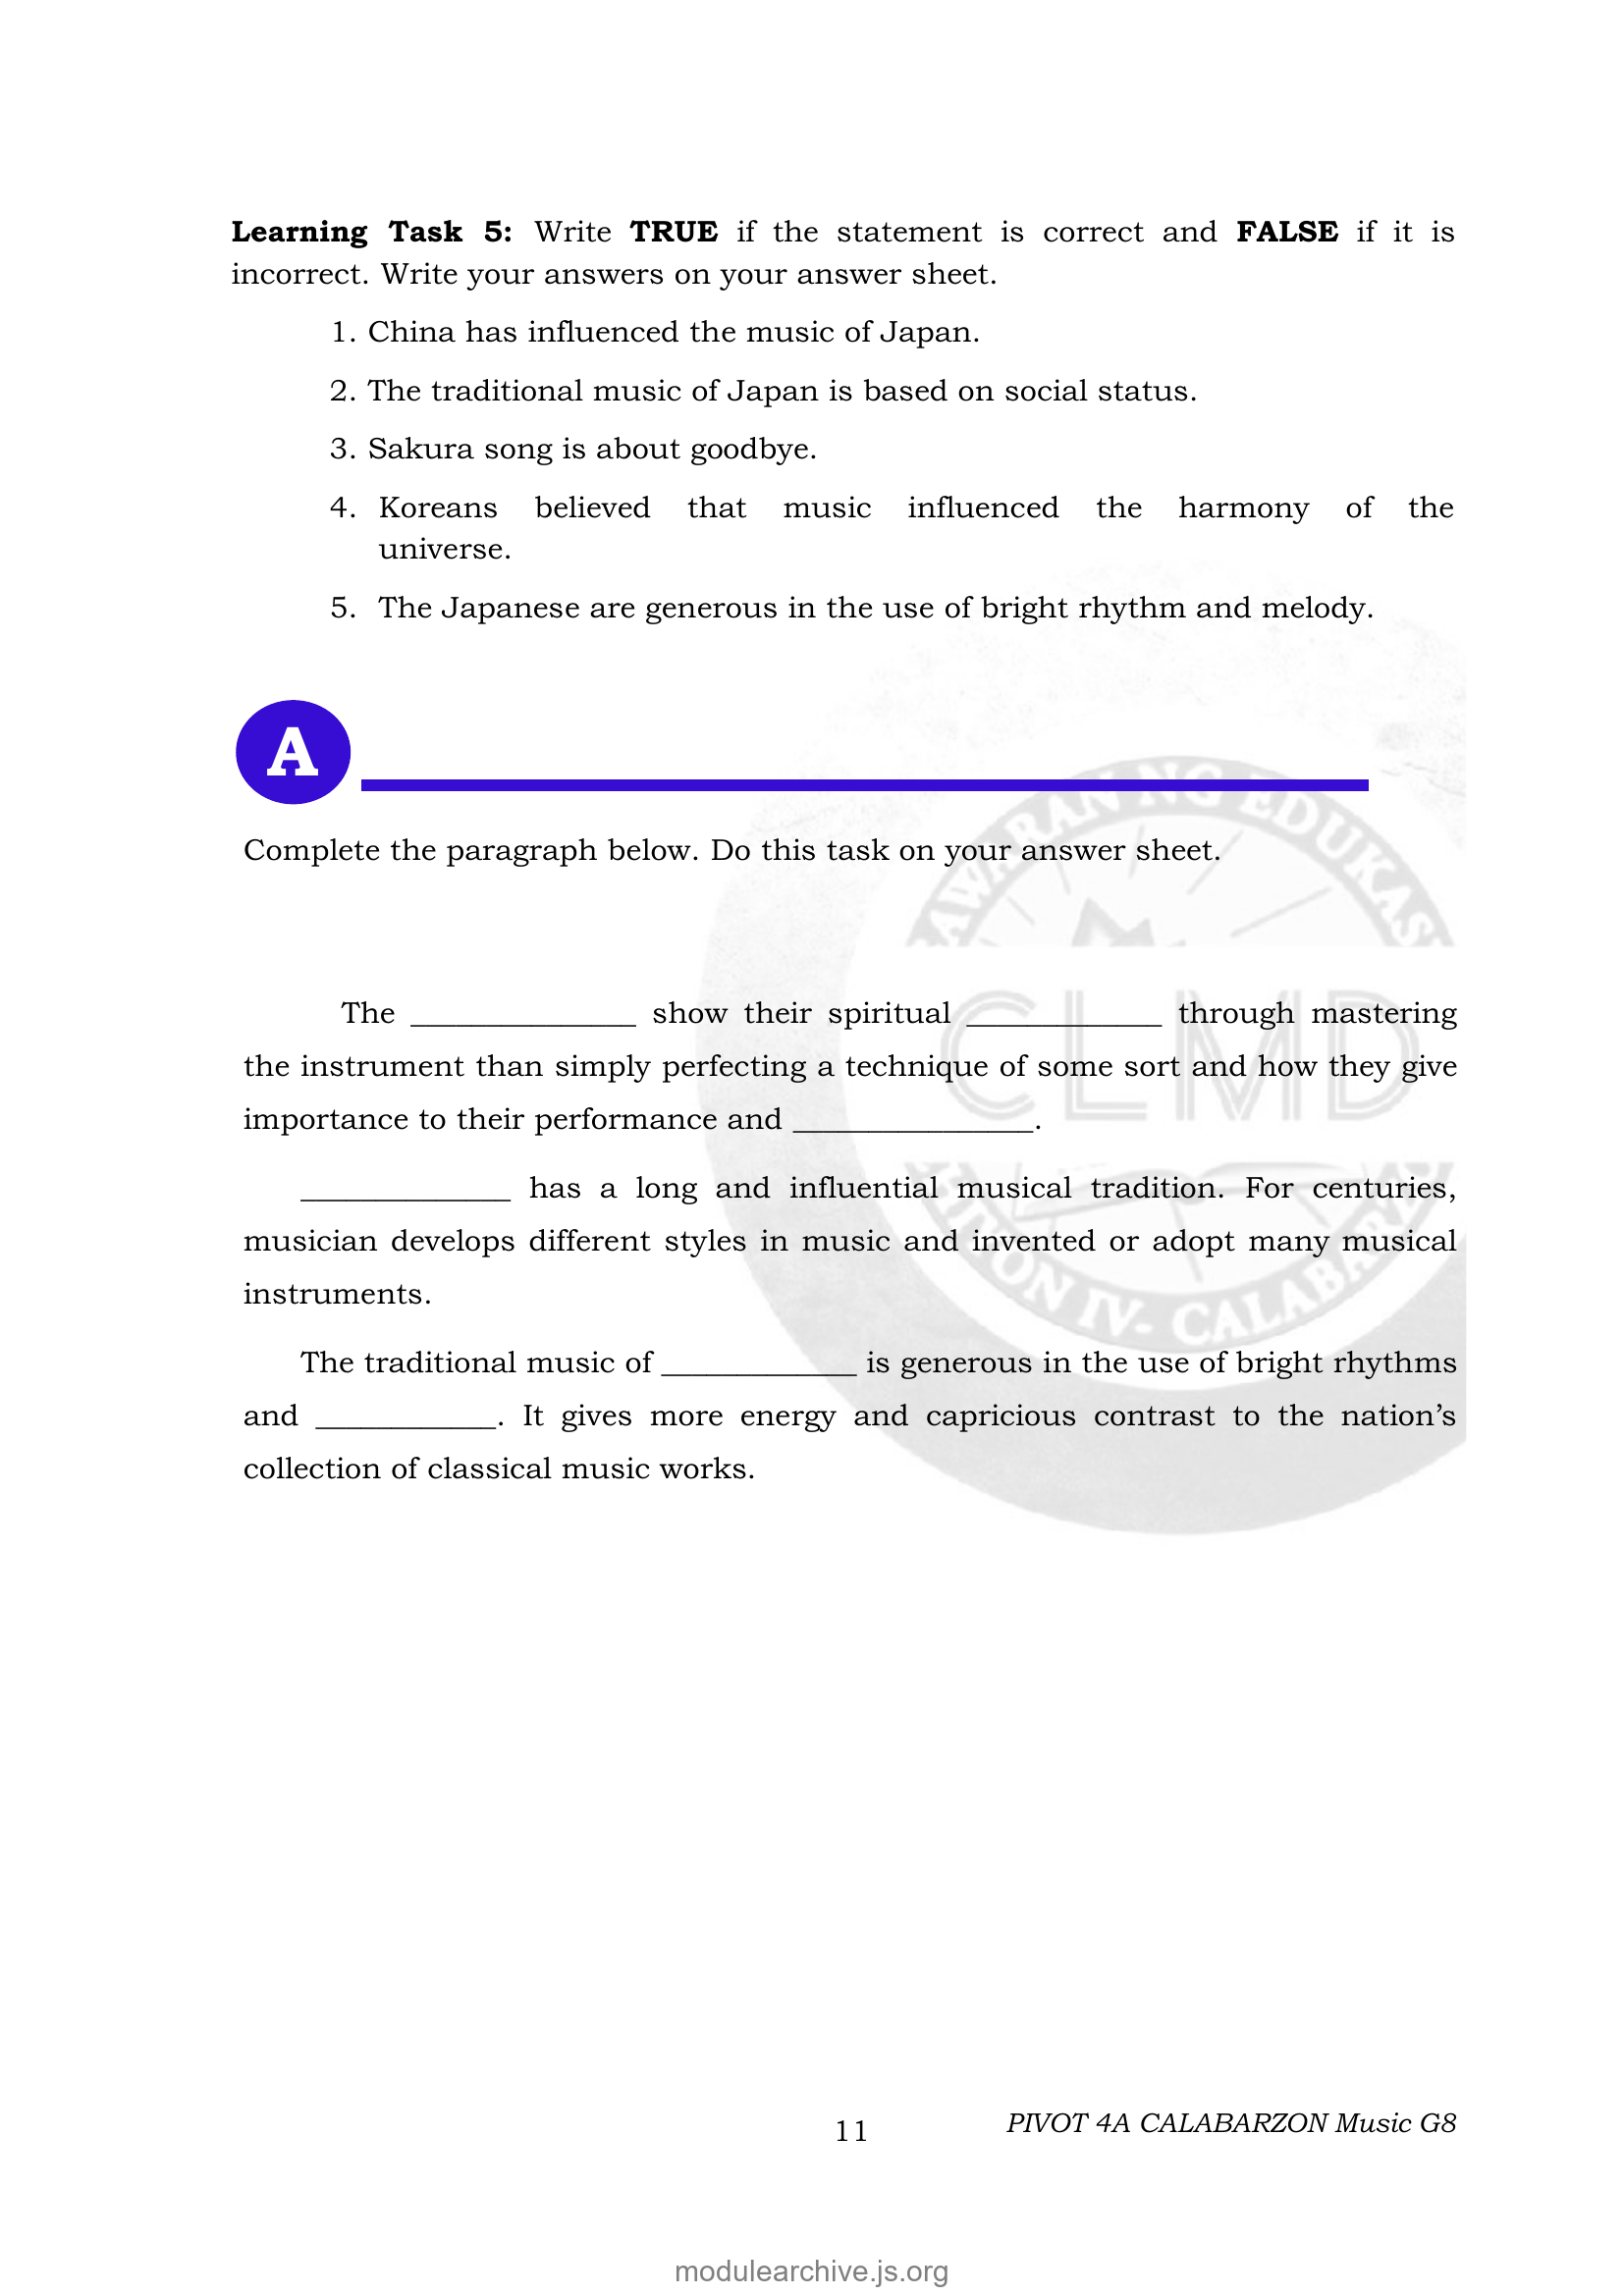 Learning Task 5: Write TRUE if the statement is correct and FALSE if it is
incorrect. Write your answers on your answer sheet.
1. China has influenced the music of Japan.
2. The traditional music of Japan is based on social status.
3. Sakura song is about goodbye.
4. Koreans believed that music influenced the harmony of the
universe.
5. The Japanese are generous in the use of bright rhythm and melody.
A
Complete the paragraph below. Do this task on your answer sheet.
The _______________ show their spiritual _____________ through mastering
the instrument than simply perfecting a technique of some sort and how they give
importance to their performance and ________________.
______________ has a long and influential musical tradition. For centuries,
musician develops different styles in music and invented or adopt many musical
instruments.
The traditional music of _____________ is generous in the use of bright rhythms
and ____________. It gives more energy and capricious contrast to the nation’s
collection of classical music works.
CLMD
11
PIVOT 4A CALABARZON Music G8
modulearchive.js.org